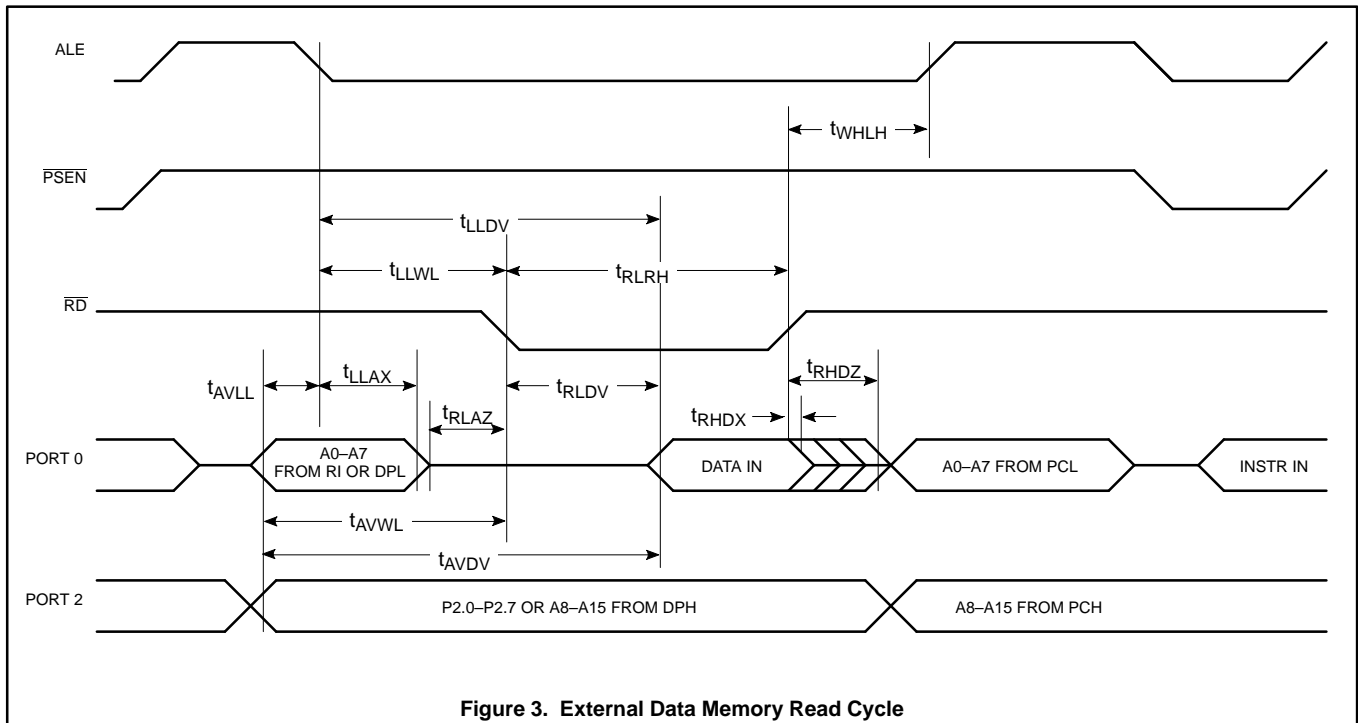 ALE
tWHLH
PSEN
tLLDV
tLLWL
tRLRH
RD
tAVLL
tLLAX
tRLDV
tRHDZ
tRLAZ
tRHDX
PORT 0
A0–A7
FROM RI OR DPL
DATA IN
A0–A7 FROM PCL
INSTR IN
tAVWL
tAVDV
PORT 2
P2.0–P2.7 OR A8–A15 FROM DPH
A8–A15 FROM PCH
Figure 3. External Data Memory Read Cycle